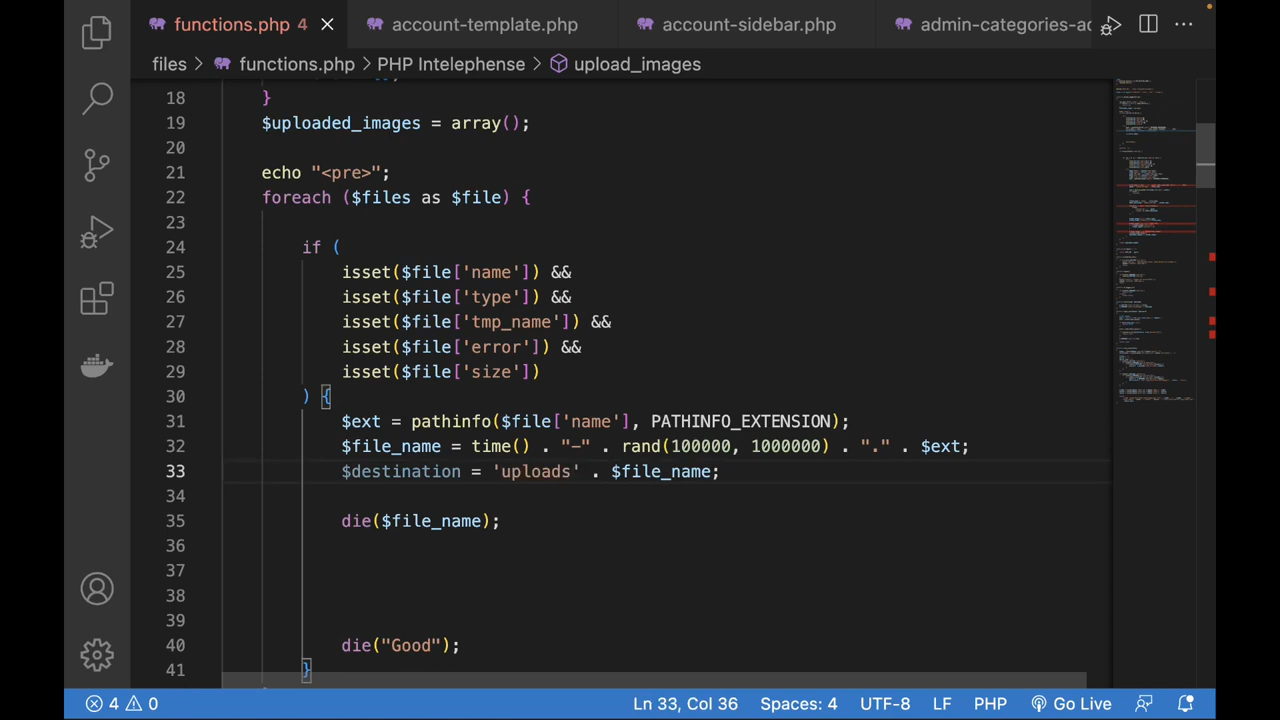 functions.php 4
account-template.php
account-sidebar.php
admin-categories-ac
files > functions.php > PHP Intelephense > upload_images
18 }
19 $uploaded_images = array();
20
21 echo "<pre>";
22 foreach ($files as $file) {
23
24 if (
25 isset($file['name']) &&
26 isset($file['type']) &&
27 isset($file['tmp_name']) &&
28 isset($file['error']) &&
29 isset($file['size'])
30 ) {
31 $ext = pathinfo($file['name'], PATHINFO_EXTENSION);
32 $file_name = time() . "-" . rand(100000, 1000000) . "." . $ext;
33 $destination = 'uploads' . $file_name;
34
35 die($file_name);
36
37
38
39
40 die("Good");
41 }
4 0 Ln 33, Col 36 Spaces: 4 UTF-8 LF PHP Go Live